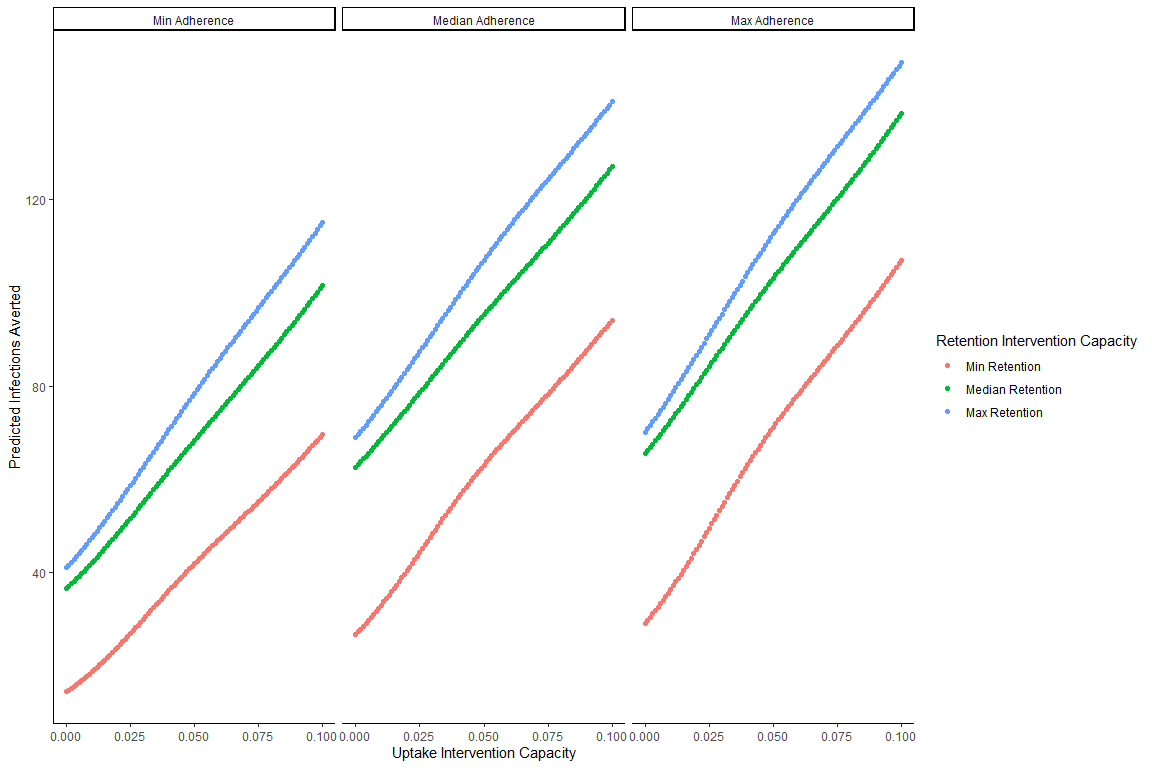 Min Adherence
Median Adherence
Max Adherence
Predicted Infections Averted
120
80
40
0.000 0.025 0.050 0.075 0.100
0.000 0.025 0.050 0.075 0.100
0.000 0.025 0.050 0.075 0.100
Uptake Intervention Capacity
Retention Intervention Capacity
Min Retention
Median Retention
Max Retention